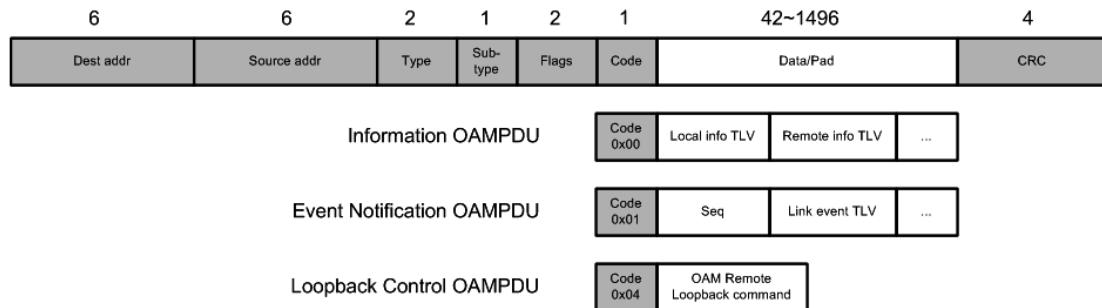 6 6 2 1 2 1 42~1496 4
Dest addr Source addr Type Sub-type Flags Code Data/Pad CRC
Information OAMPDU Code 0x00 Local info TLV Remote info TLV ...
Event Notification OAMPDU Code 0x01 Seq Link event TLV ...
Loopback Control OAMPDU Code 0x04 OAM Remote Loopback command